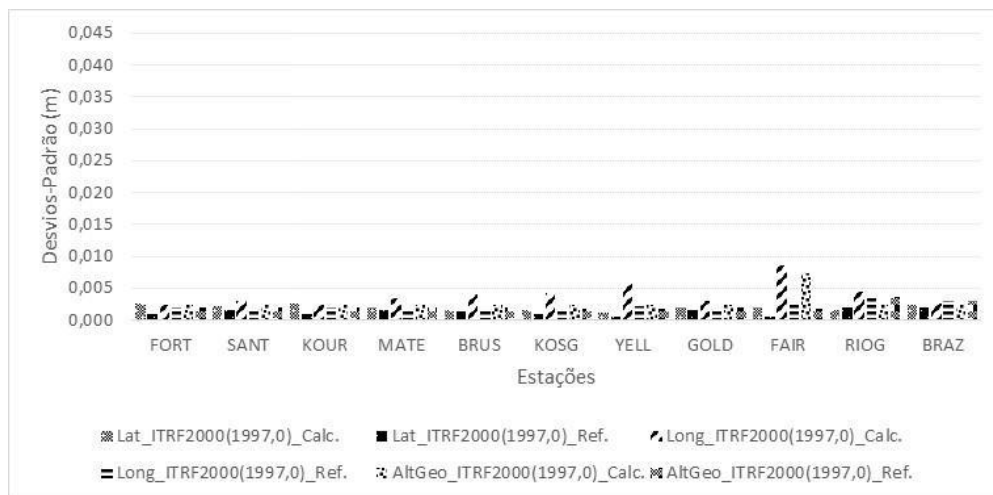 Desvios-Padrão (m)
0,045
0,040
0,035
0,030
0,025
0,020
0,015
0,010
0,005
0,000
FORT SANT KOUR MATE BRUS KOSG YELL GOLD FAIR RIOG BRAZ
Estações
Lat_ITRF2000(1997,0)_Calc. Lat_ITRF2000(1997,0)_Ref. Long_ITRF2000(1997,0)_Calc.
Long_ITRF2000(1997,0)_Ref. AltGeo_ITRF2000(1997,0)_Calc. AltGeo_ITRF2000(1997,0)_Ref.